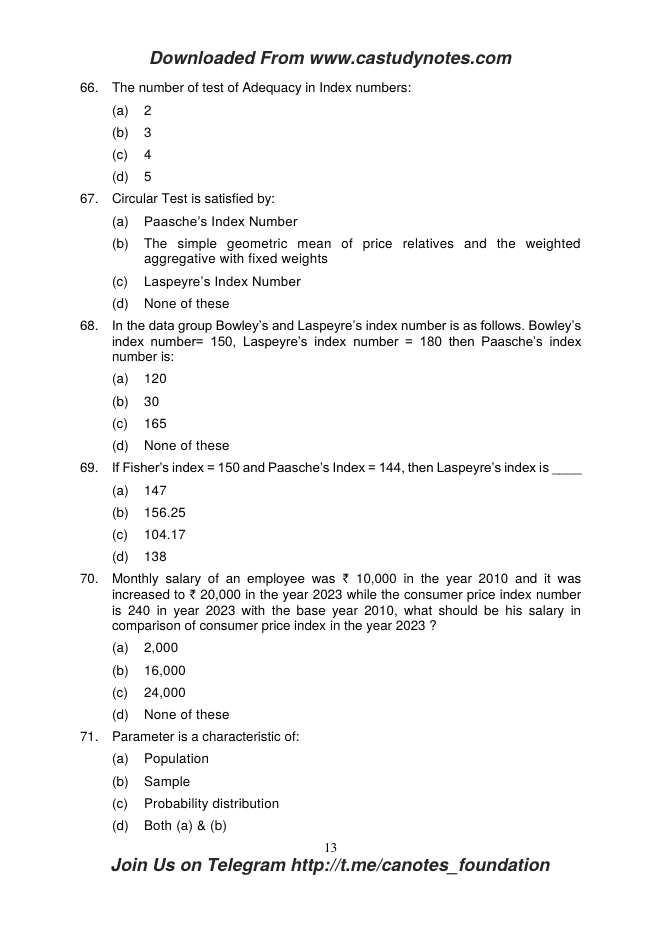 Downloaded From www.castudynotes.com
66. The number of test of Adequacy in Index numbers:
(a) 2
(b) 3
(c) 4
(d) 5
67. Circular Test is satisfied by:
(a) Paasche's Index Number
(b) The simple geometric mean of price relatives and the weighted
aggregative with fixed weights
(c) Laspeyre's Index Number
(d) None of these
68. In the data group Bowley's and Laspeyre's index number is as follows. Bowley's
index number= 150, Laspeyre's index number = 180 then Paasche's index
number is:
(a) 120
(b) 30
(c) 165
(d) None of these
69. If Fisher's index = 150 and Paasche's Index = 144, then Laspeyre's index is ____
(a) 147
(b) 156.25
(c) 104.17
(d) 138
70. Monthly salary of an employee was ₹ 10,000 in the year 2010 and it was
increased to ₹ 20,000 in the year 2023 while the consumer price index number
is 240 in year 2023 with the base year 2010, what should be his salary in
comparison of consumer price index in the year 2023 ?
(a) 2,000
(b) 16,000
(c) 24,000
(d) None of these
71. Parameter is a characteristic of:
(a) Population
(b) Sample
(c) Probability distribution
(d) Both (a) & (b)
13
Join Us on Telegram http://t.me/canotes_foundation